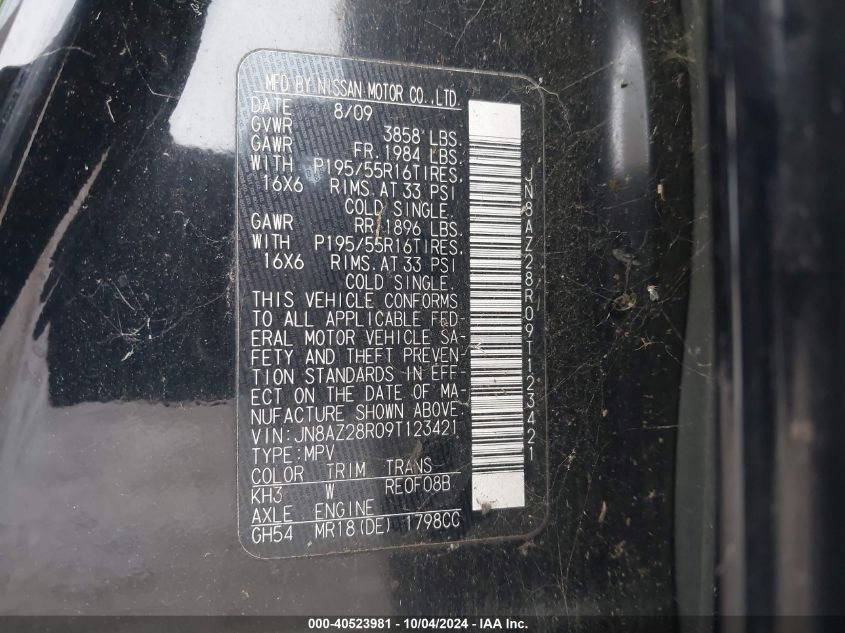 MFD BY NISSAN MOTOR CO.,LTD.
DATE 8/09
GVWR 3858 LBS.
GAWR FR. 1984 LBS.
WITH P195/55R16TIRES.
16X6 RIMS.AT 33 PSI
COLD SINGLE.
GAWR RR. 1896 LBS.
WITH P195/55R16TIRES.
16X6 RIMS.AT 33 PSI
COLD SINGLE.
THIS VEHICLE CONFORMS
TO ALL APPLICABLE FED-
ERAL MOTOR VEHICLE SA-
FETY AND THEFT PREVEN-
TION STANDARDS IN EFF-
ECT ON THE DATE OF MA-
NUFACTURE SHOWN ABOVE.
VIN:JN8AZ28R09T123421
TYPE:MPV
COLOR TRIM TRANS
KH3 W RE0F08B
AXLE ENGINE
GH54 MR18(DE) 1798CC
JN8AZ28R09T123421
000-40523981 - 10/04/2024 - IAA Inc.